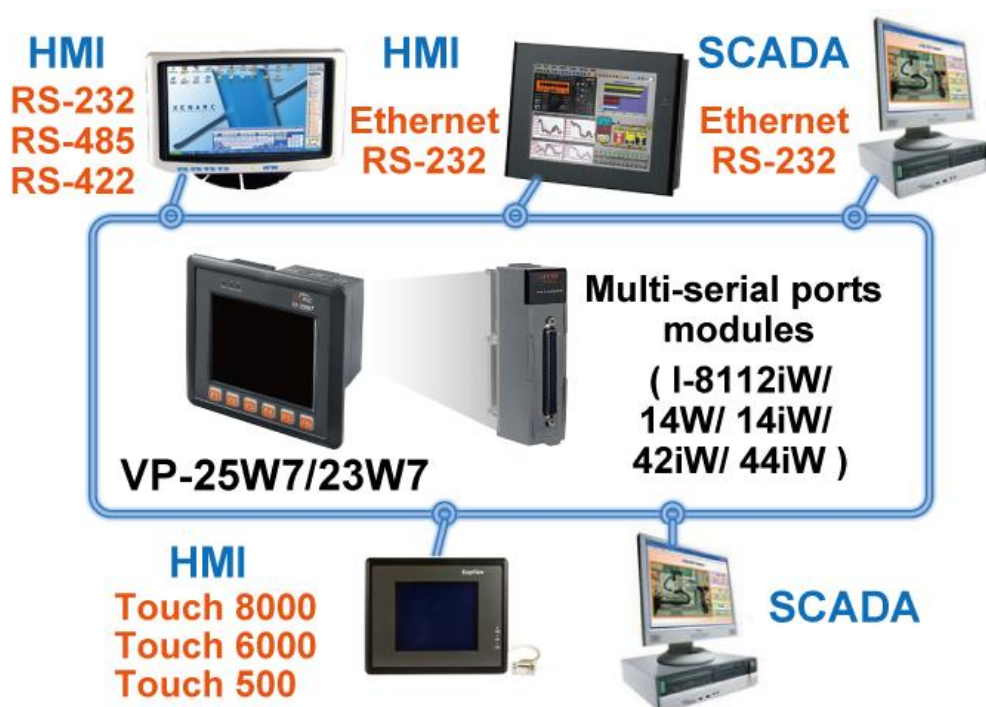 HMI
RS-232
RS-485
RS-422
XENARC
HMI
Ethernet
RS-232
SCADA
Ethernet
RS-232
Multi-serial ports
modules
( I-8112iW/
14W/ 14iW/
42iW/ 44iW )
VP-25W7/23W7
HMI
Touch 8000
Touch 6000
Touch 500
SCADA